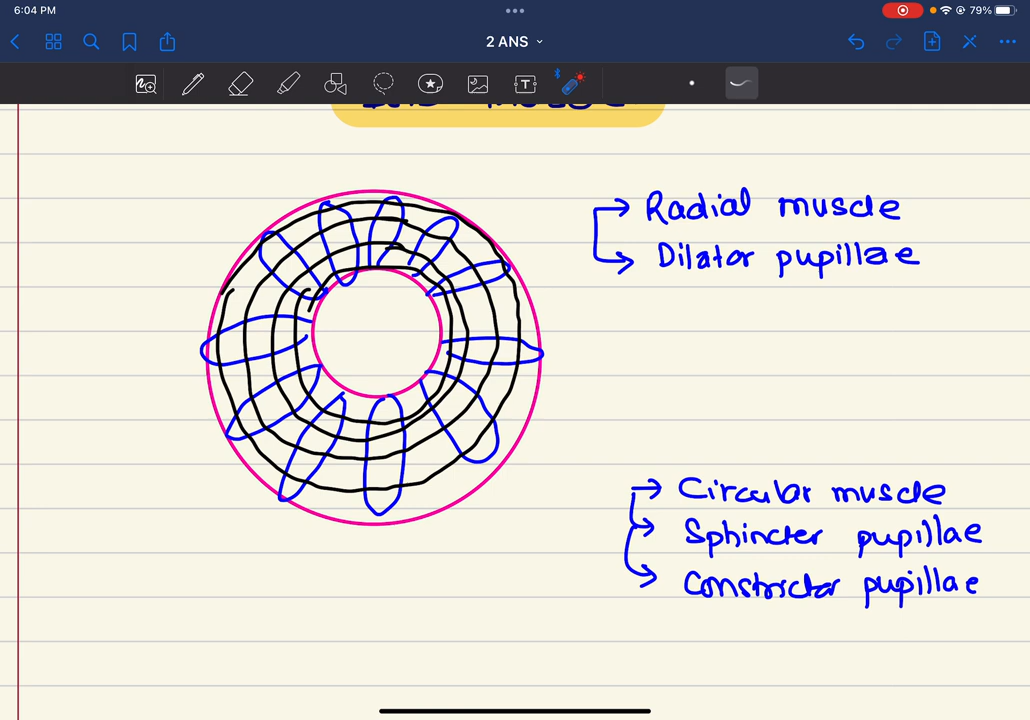 6:04 PM
79%
2 ANS
T
Radial muscle
Dilator pupillae
Circular muscle
Sphincter pupillae
Constrictor pupillae